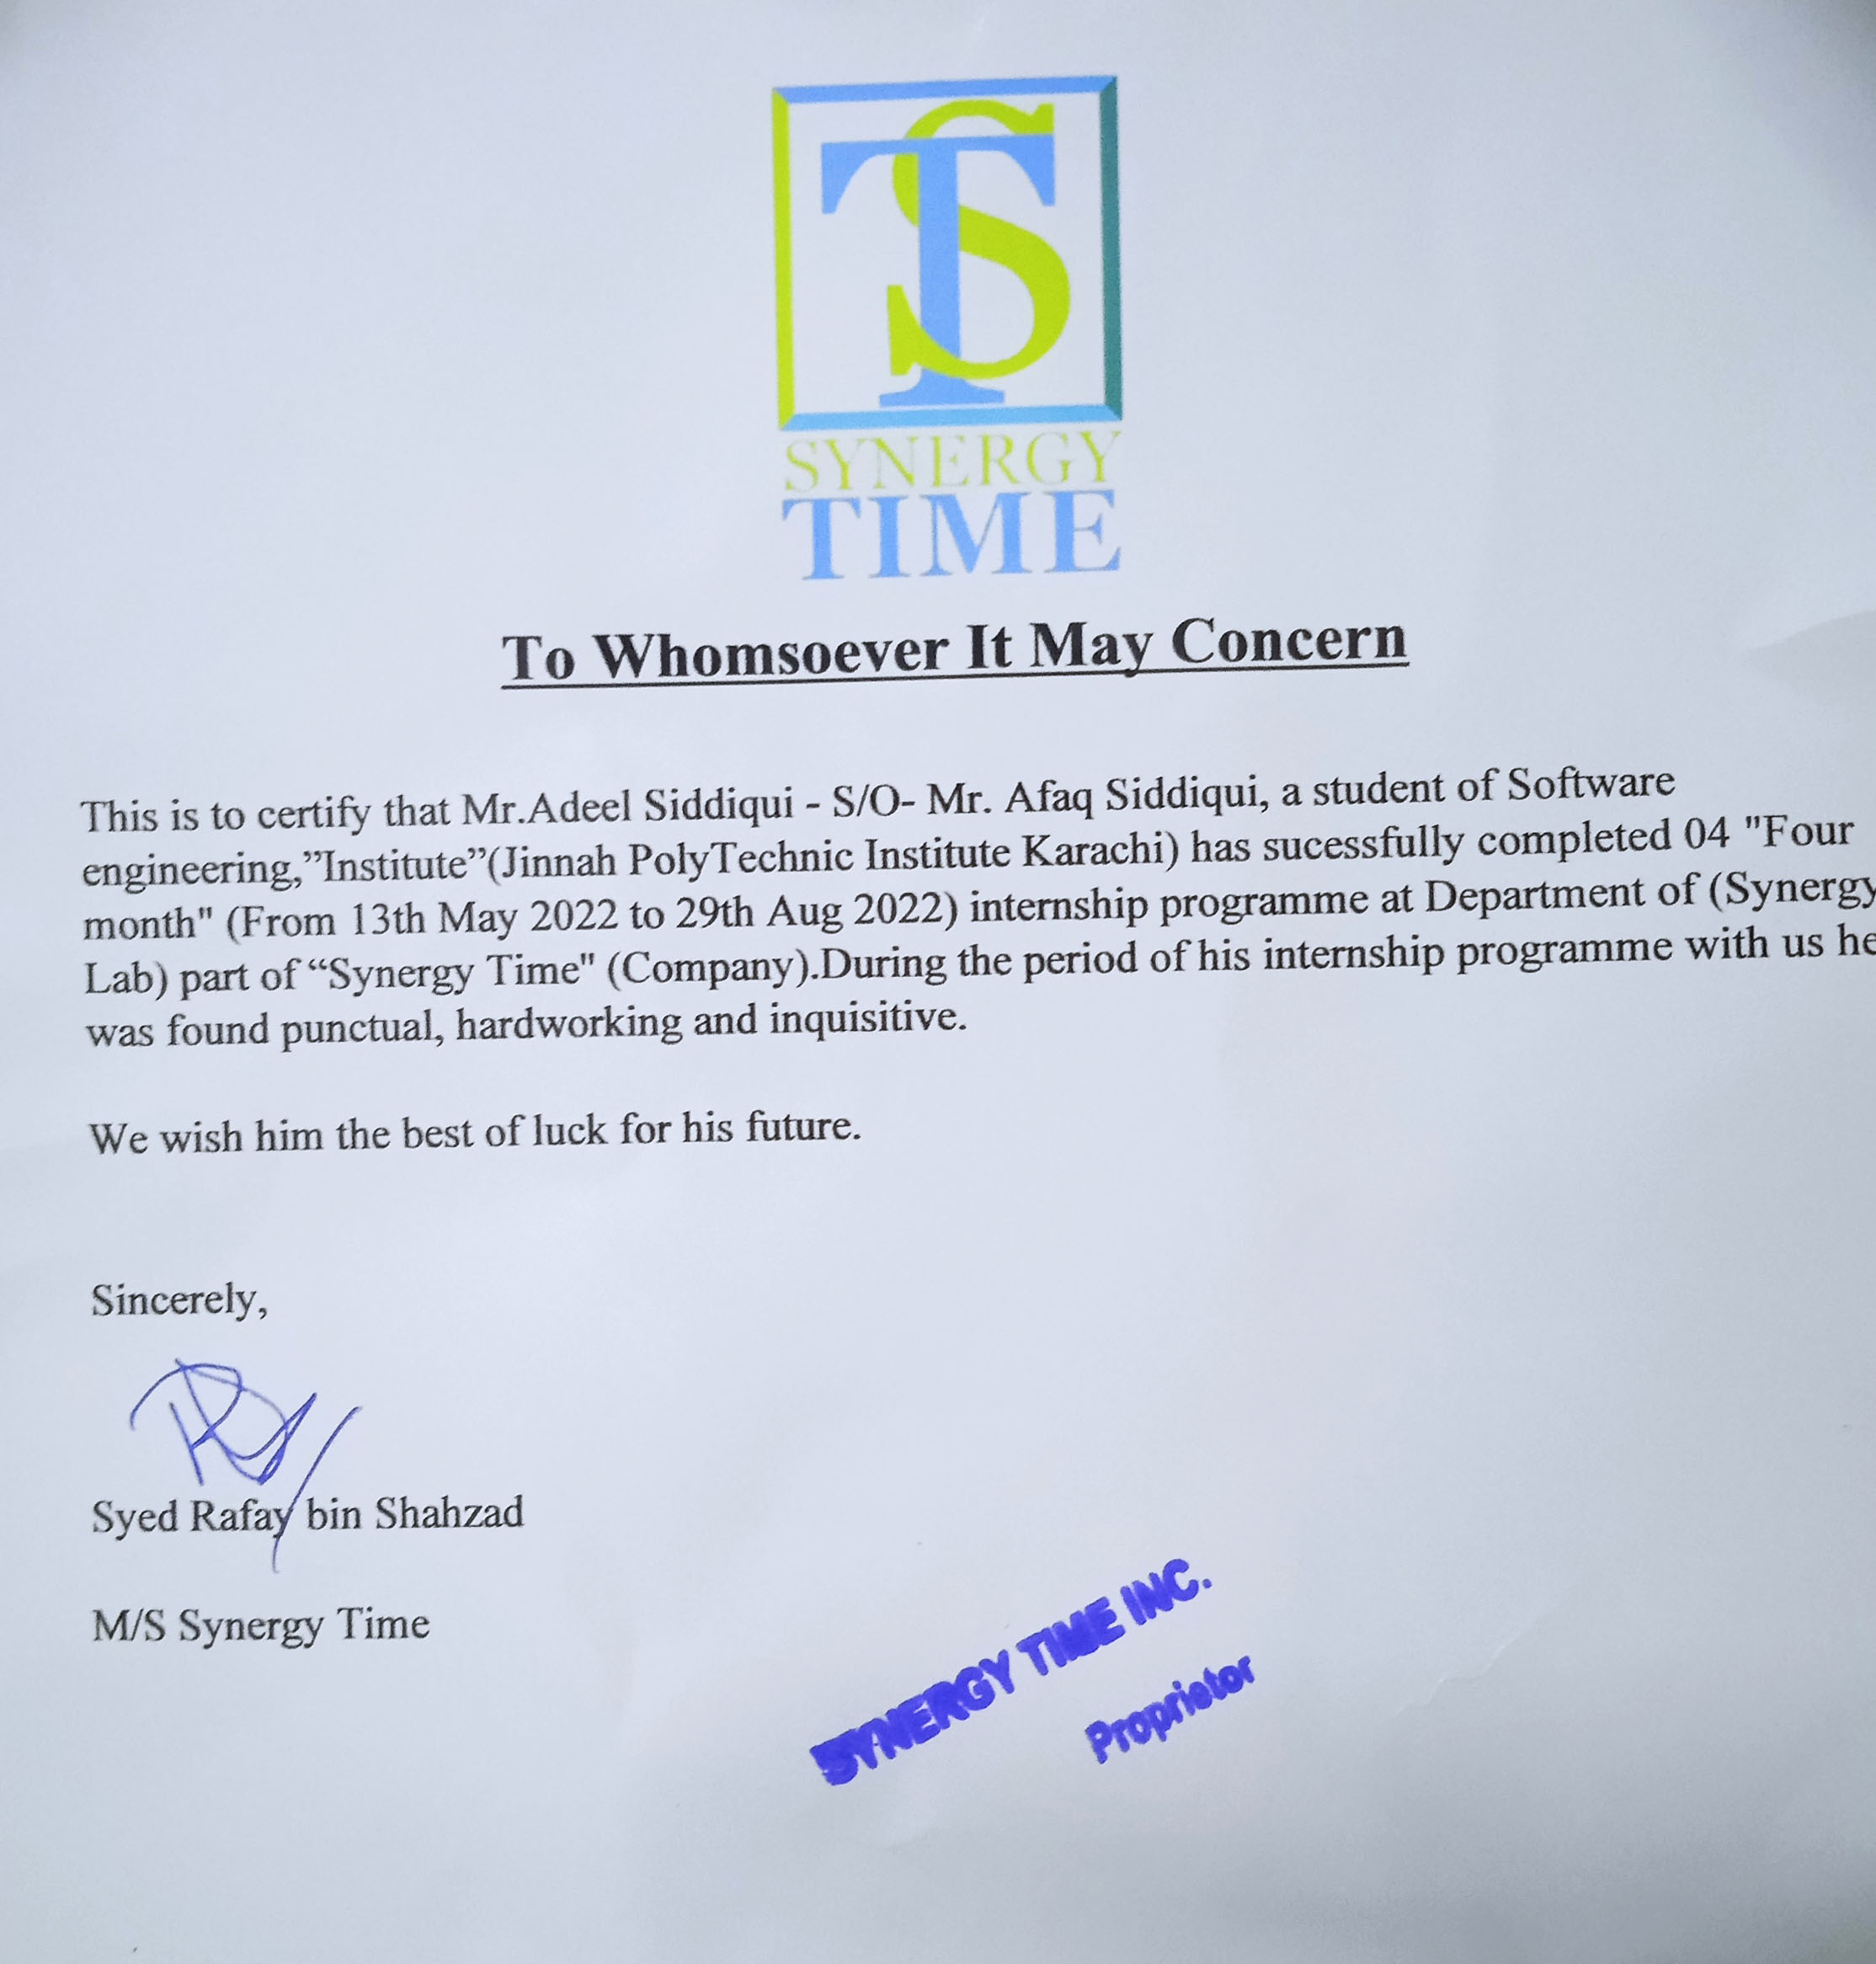 TS
SYNERGY
TIME
To Whomsoever It May Concern
This is to certify that Mr.Adeel Siddiqui - S/O- Mr. Afaq Siddiqui, a student of Software
engineering,”Institute”(Jinnah PolyTechnic Institute Karachi) has sucessfully completed 04 "Four
month" (From 13th May 2022 to 29th Aug 2022) internship programme at Department of (Synergy
Lab) part of “Synergy Time" (Company).During the period of his internship programme with us he
was found punctual, hardworking and inquisitive.
We wish him the best of luck for his future.
Sincerely,
Syed Rafay bin Shahzad
M/S Synergy Time
SYNERGY TIME INC.
Proprietor